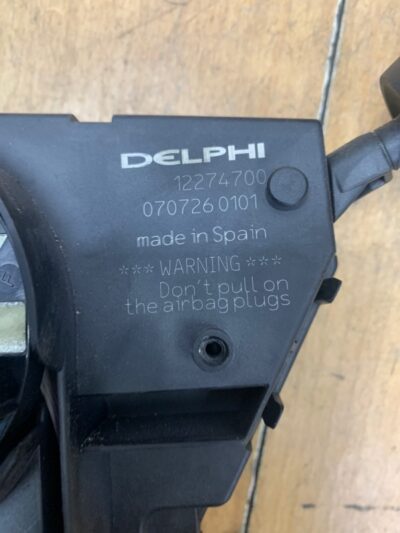 DELPHI
12274700
070726 0101
made in Spain
*** WARNING ***
Don't pull on
the airbag plugs